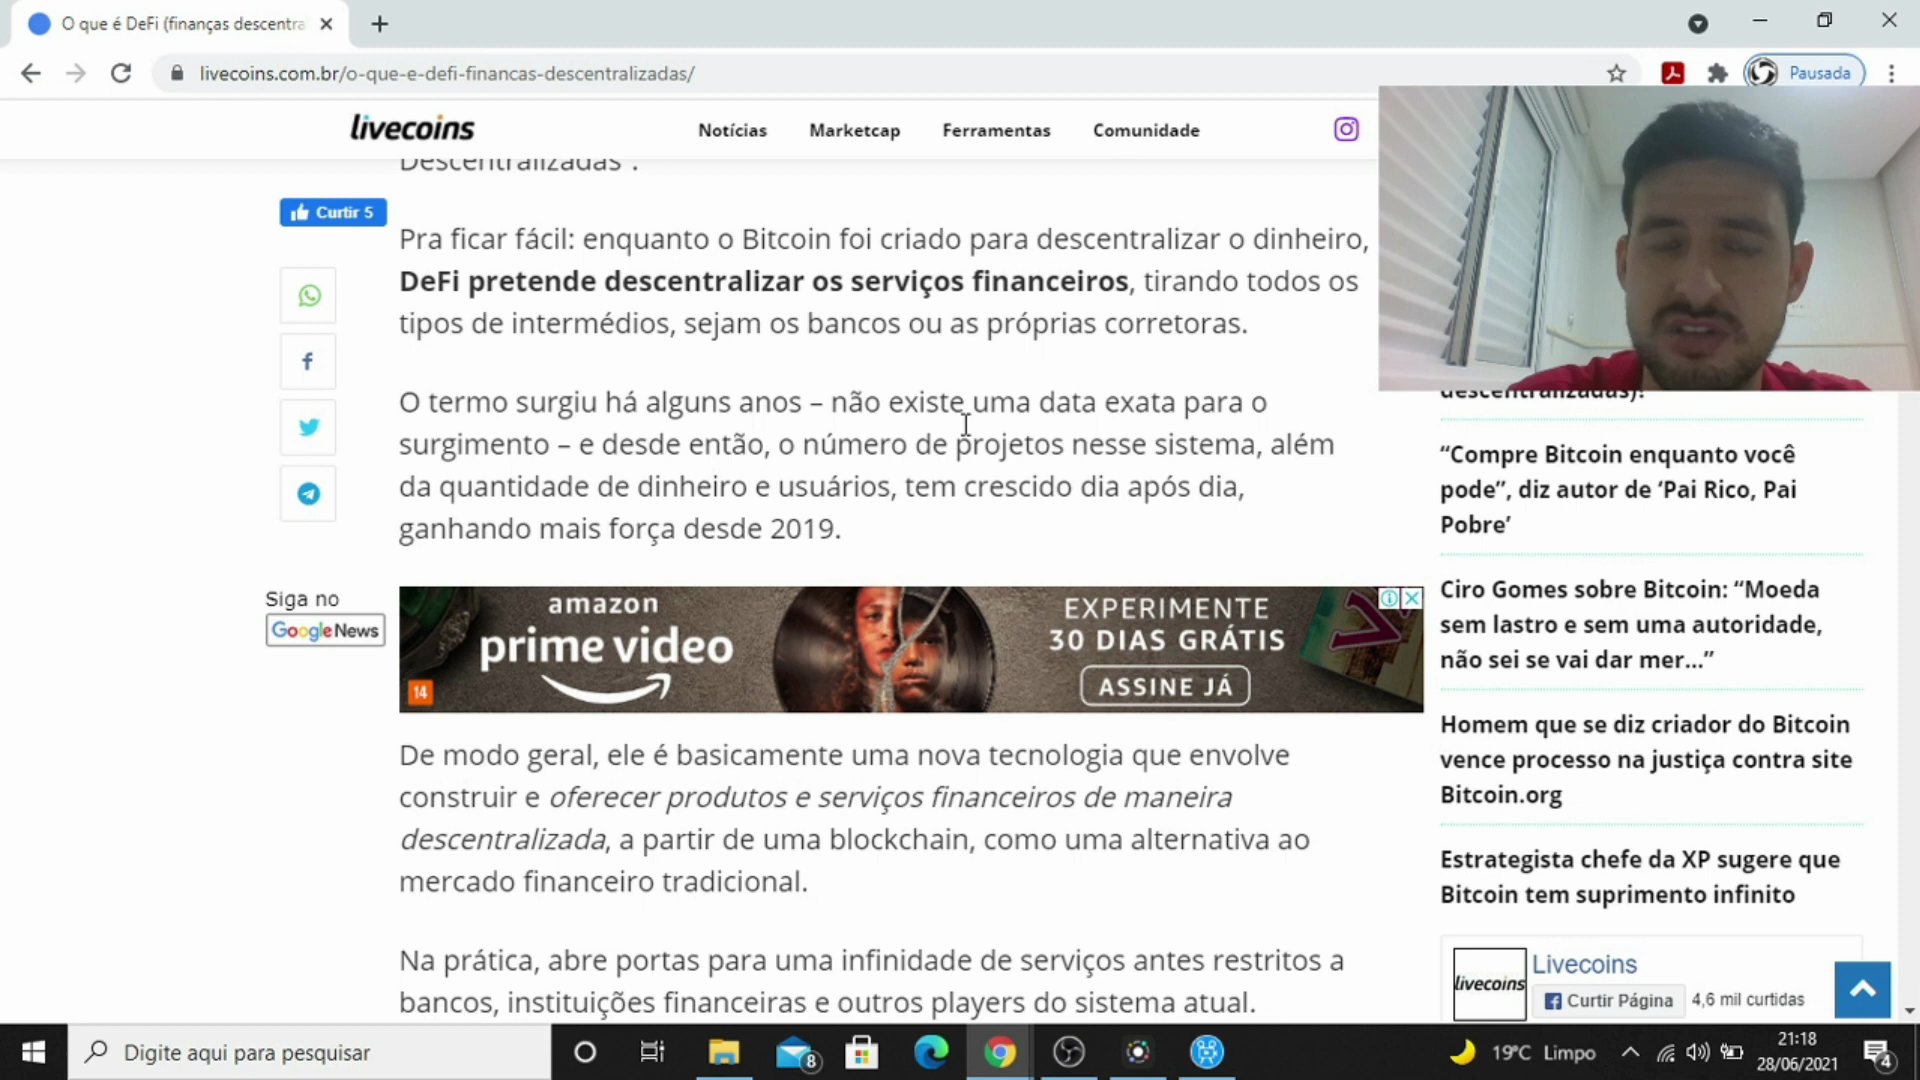 O que é DeFi (finanças descentra
livecoins.com.br/o-que-e-defi-financas-descentralizadas/
Pausada
livecoins
Notícias
Marketcap
Ferramentas
Comunidade
Descentralizadas".
Curtir 5
Pra ficar fácil: enquanto o Bitcoin foi criado para descentralizar o dinheiro,
DeFi pretende descentralizar os serviços financeiros, tirando todos os
tipos de intermédios, sejam os bancos ou as próprias corretoras.
O termo surgiu há alguns anos – não existe uma data exata para o
surgimento – e desde então, o número de projetos nesse sistema, além
da quantidade de dinheiro e usuários, tem crescido dia após dia,
ganhando mais força desde 2019.
Siga no
Google News
amazon
prime video
14
EXPERIMENTE
30 DIAS GRÁTIS
ASSINE JÁ
De modo geral, ele é basicamente uma nova tecnologia que envolve
construir e oferecer produtos e serviços financeiros de maneira
descentralizada, a partir de uma blockchain, como uma alternativa ao
mercado financeiro tradicional.
Na prática, abre portas para uma infinidade de serviços antes restritos a
bancos, instituições financeiras e outros players do sistema atual.
descentralizadas)?
“Compre Bitcoin enquanto você
pode”, diz autor de ‘Pai Rico, Pai
Pobre’
Ciro Gomes sobre Bitcoin: “Moeda
sem lastro e sem uma autoridade,
não sei se vai dar mer...”
Homem que se diz criador do Bitcoin
vence processo na justiça contra site
Bitcoin.org
Estrategista chefe da XP sugere que
Bitcoin tem suprimento infinito
livecoins
Livecoins
Curtir Página
4,6 mil curtidas
Digite aqui para pesquisar
8
19°C Limpo
21:18
28/06/2021
4